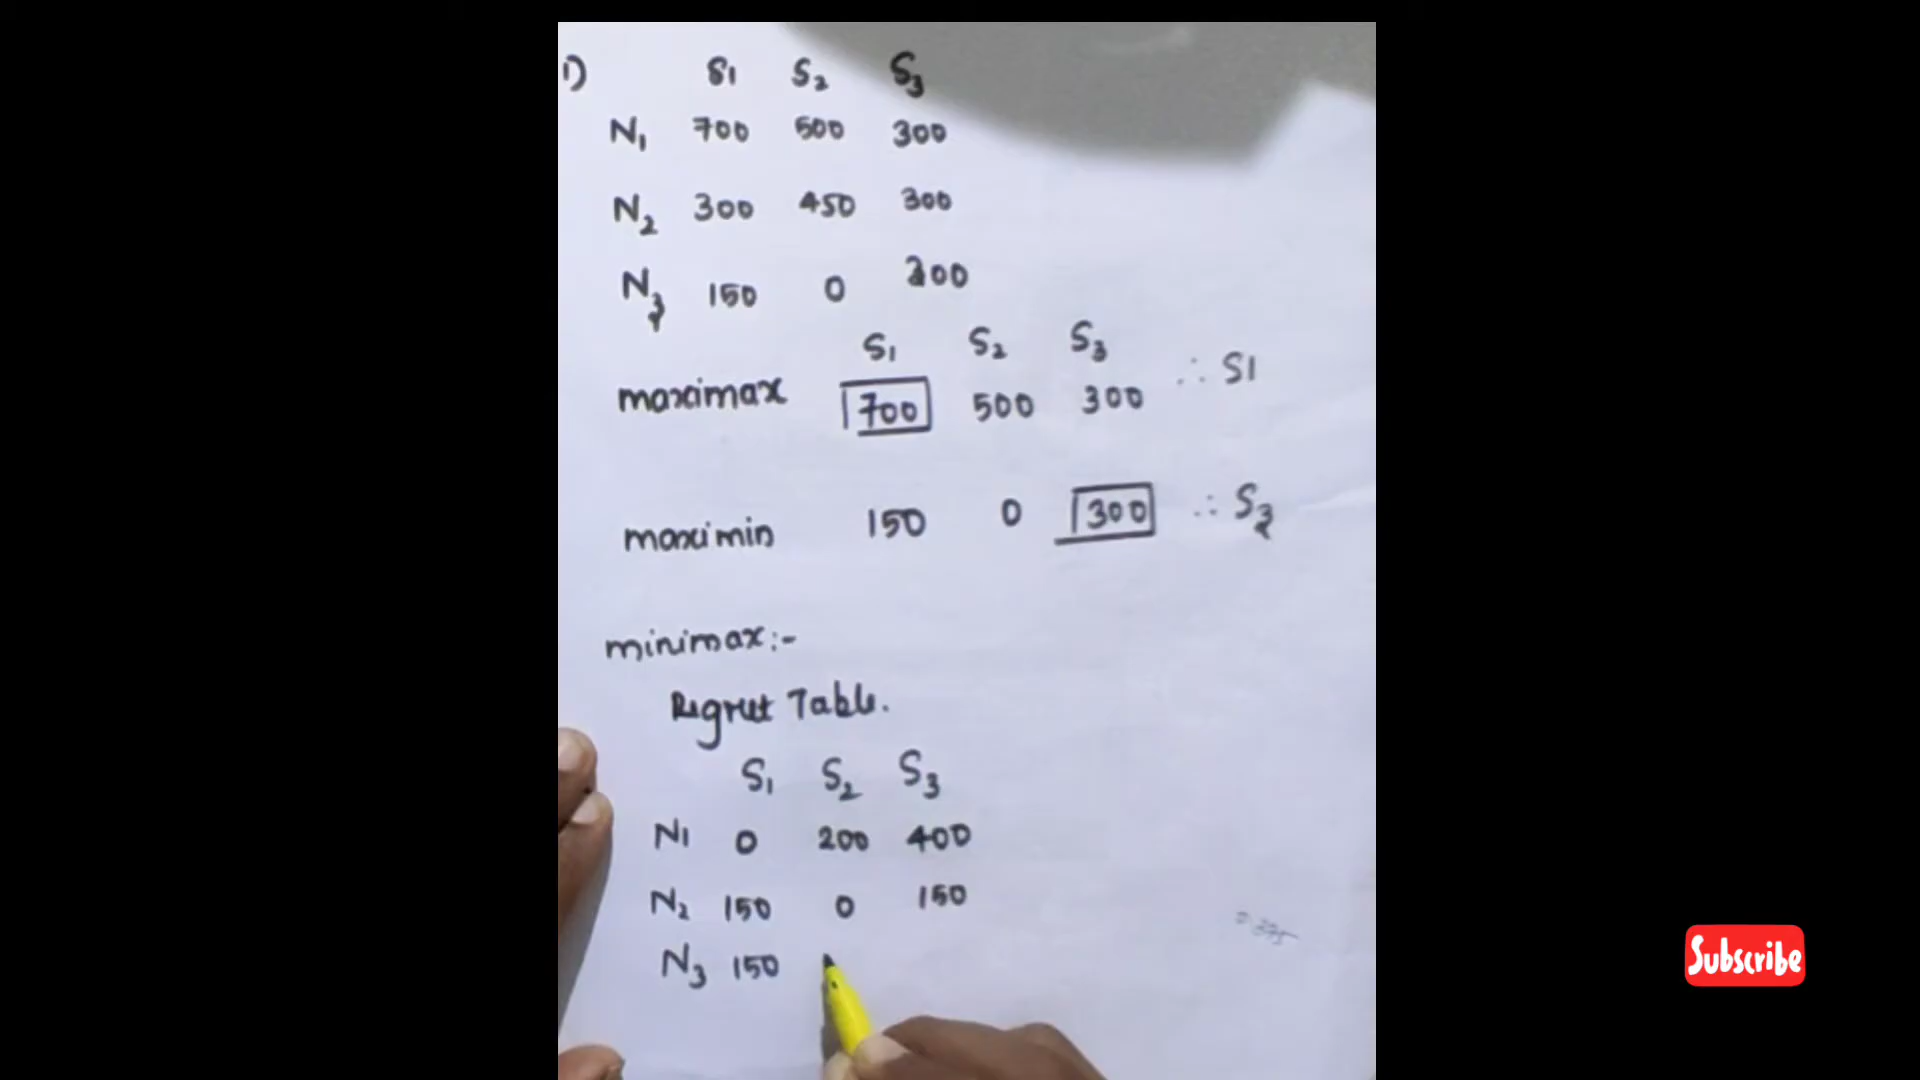 1) S1 S2 S3
N1 700 500 300
N2 300 450 300
N3 150 0 300
S1 S2 S3
maximax 700 500 300 ∴ S1
maximin 150 0 300 ∴ S3
minimax:-
Regret Table.
S1 S2 S3
N1 0 200 400
N2 150 0 150
N3 150
Subscribe